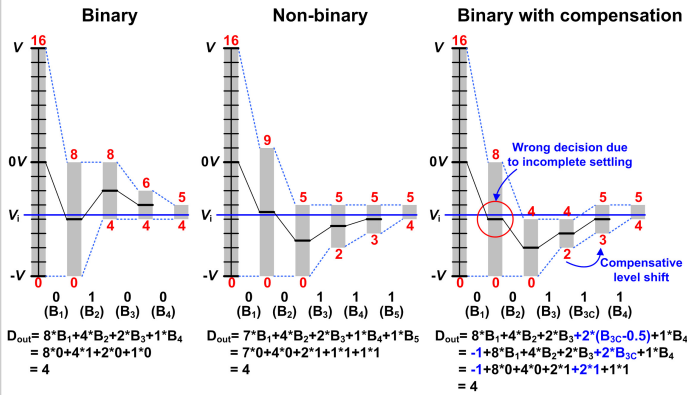 Binary
Non-binary
Binary with compensation
V 16
8 8
6
5
0V
Vi
4 4 4
-V
0 0
0 1 0 0
(B1) (B2) (B3) (B4)
Dout= 8*B1+4*B2+2*B3+1*B4
= 8*0+4*1+2*0+1*0
= 4
V 16
9
0V
5 5 5 5
Vi
4
3
2
-V
0 0 0
0 0 1 1 1
(B1) (B2) (B3) (B4) (B5)
Dout= 7*B1+4*B2+2*B3+1*B4+1*B5
= 7*0+4*0+2*1+1*1+1*1
= 4
V 16
Wrong decision due
to incomplete settling
8
0V
4 4 5 5
Vi
4
3
2
Compensative
level shift
-V
0 0 0
0 0 1 1 1
(B1) (B2) (B3) (B3C) (B4)
Dout= 8*B1+4*B2+2*B3+2*(B3C-0.5)+1*B4
= -1+8*B1+4*B2+2*B3+2*B3C+1*B4
= -1+8*0+4*0+2*1+2*1+1*1
= 4